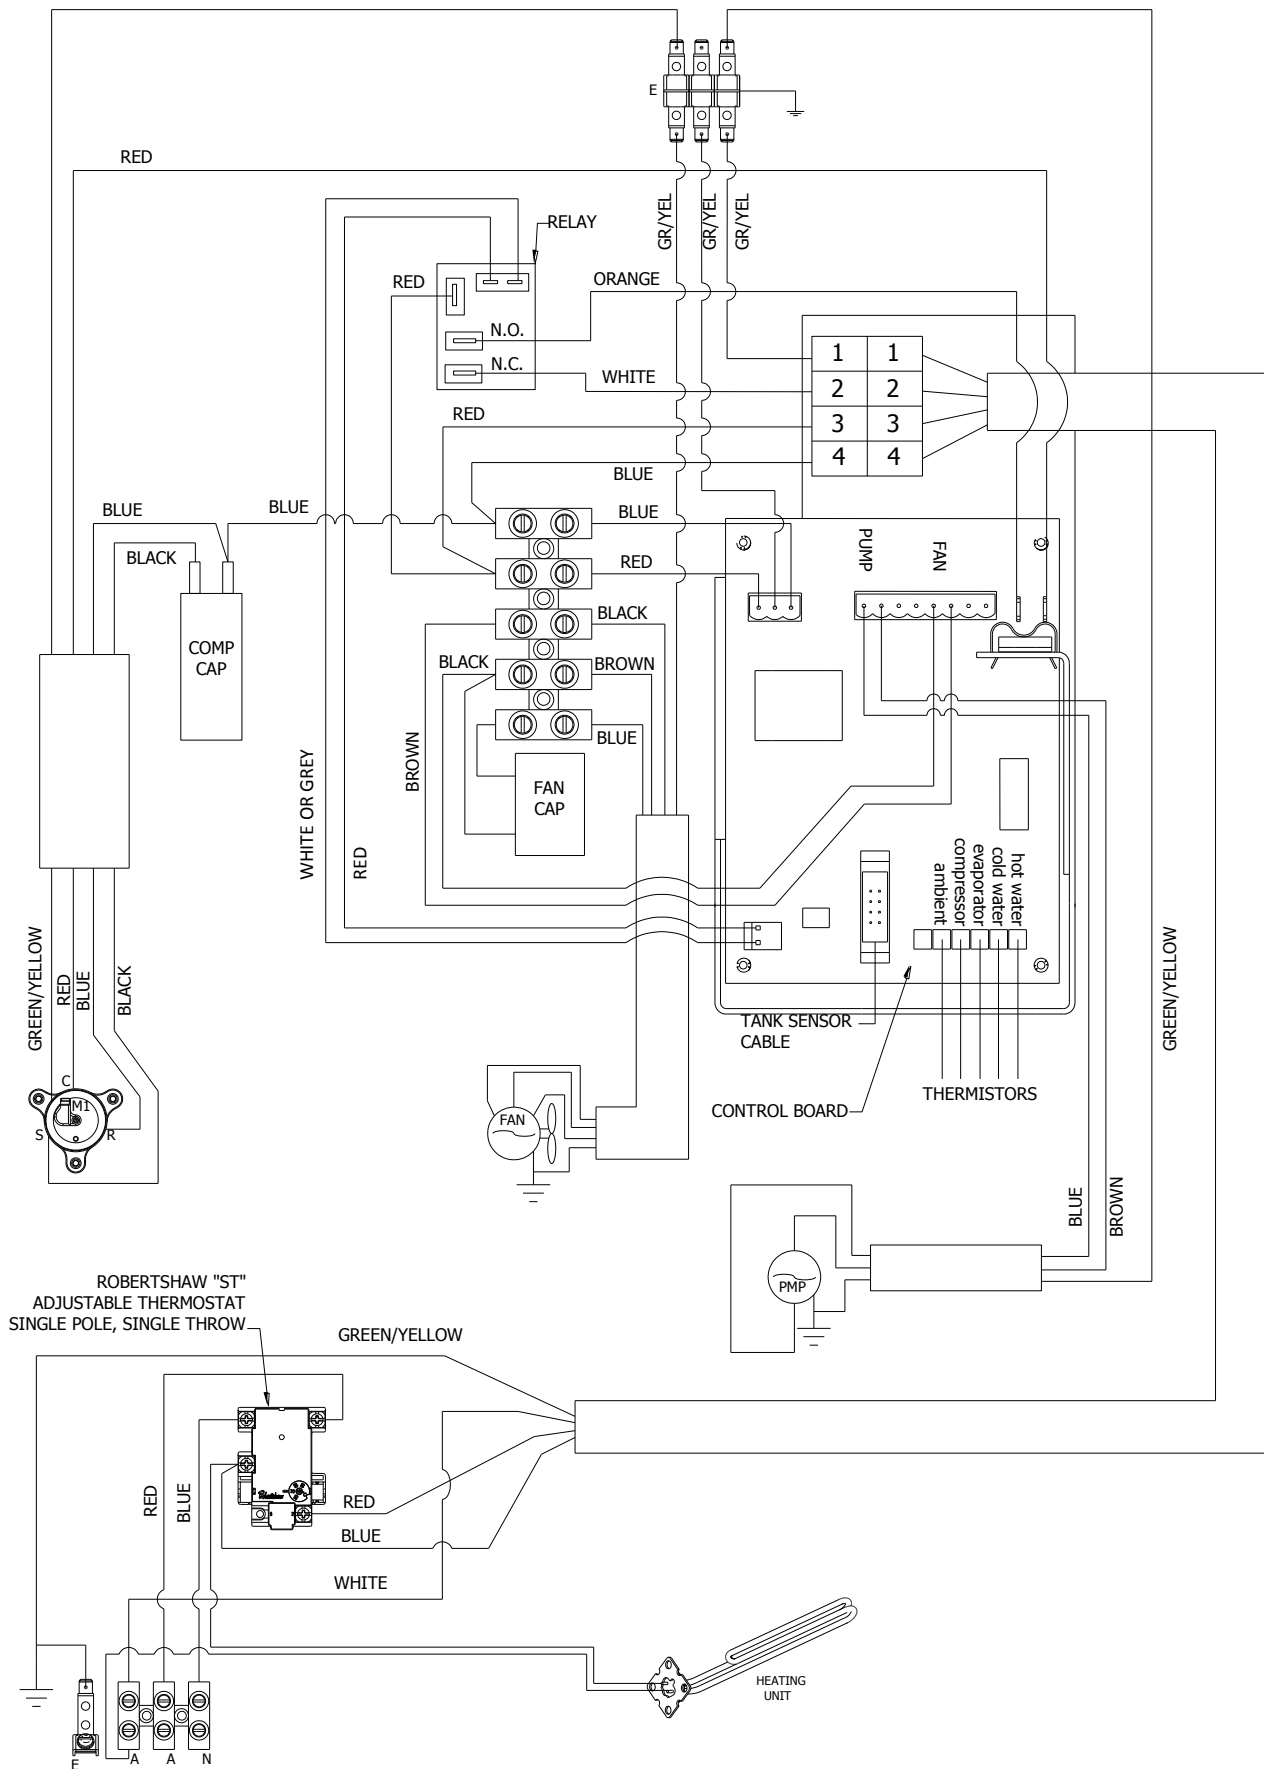 E
RED
GR/YEL
GR/YEL
GR/YEL
RELAY
RED
ORANGE
N.O.
N.C.
WHITE
1 1
2 2
3 3
4 4
RED
BLUE
BLUE
BLUE
BLUE
BLACK
RED
PUMP
FAN
BLACK
COMP
CAP
BLACK
BROWN
BLUE
FAN
CAP
BROWN
WHITE OR GREY
RED
hot water
cold water
evaporator
compressor
ambient
GREEN/YELLOW
RED
BLUE
BLACK
GREEN/YELLOW
TANK SENSOR
CABLE
THERMISTORS
CONTROL BOARD
C
M1
S
R
FAN
BLUE
BROWN
PMP
ROBERTSHAW "ST"
ADJUSTABLE THERMOSTAT
SINGLE POLE, SINGLE THROW
GREEN/YELLOW
RED
BLUE
RED
BLUE
WHITE
HEATING
UNIT
E
A
A
N